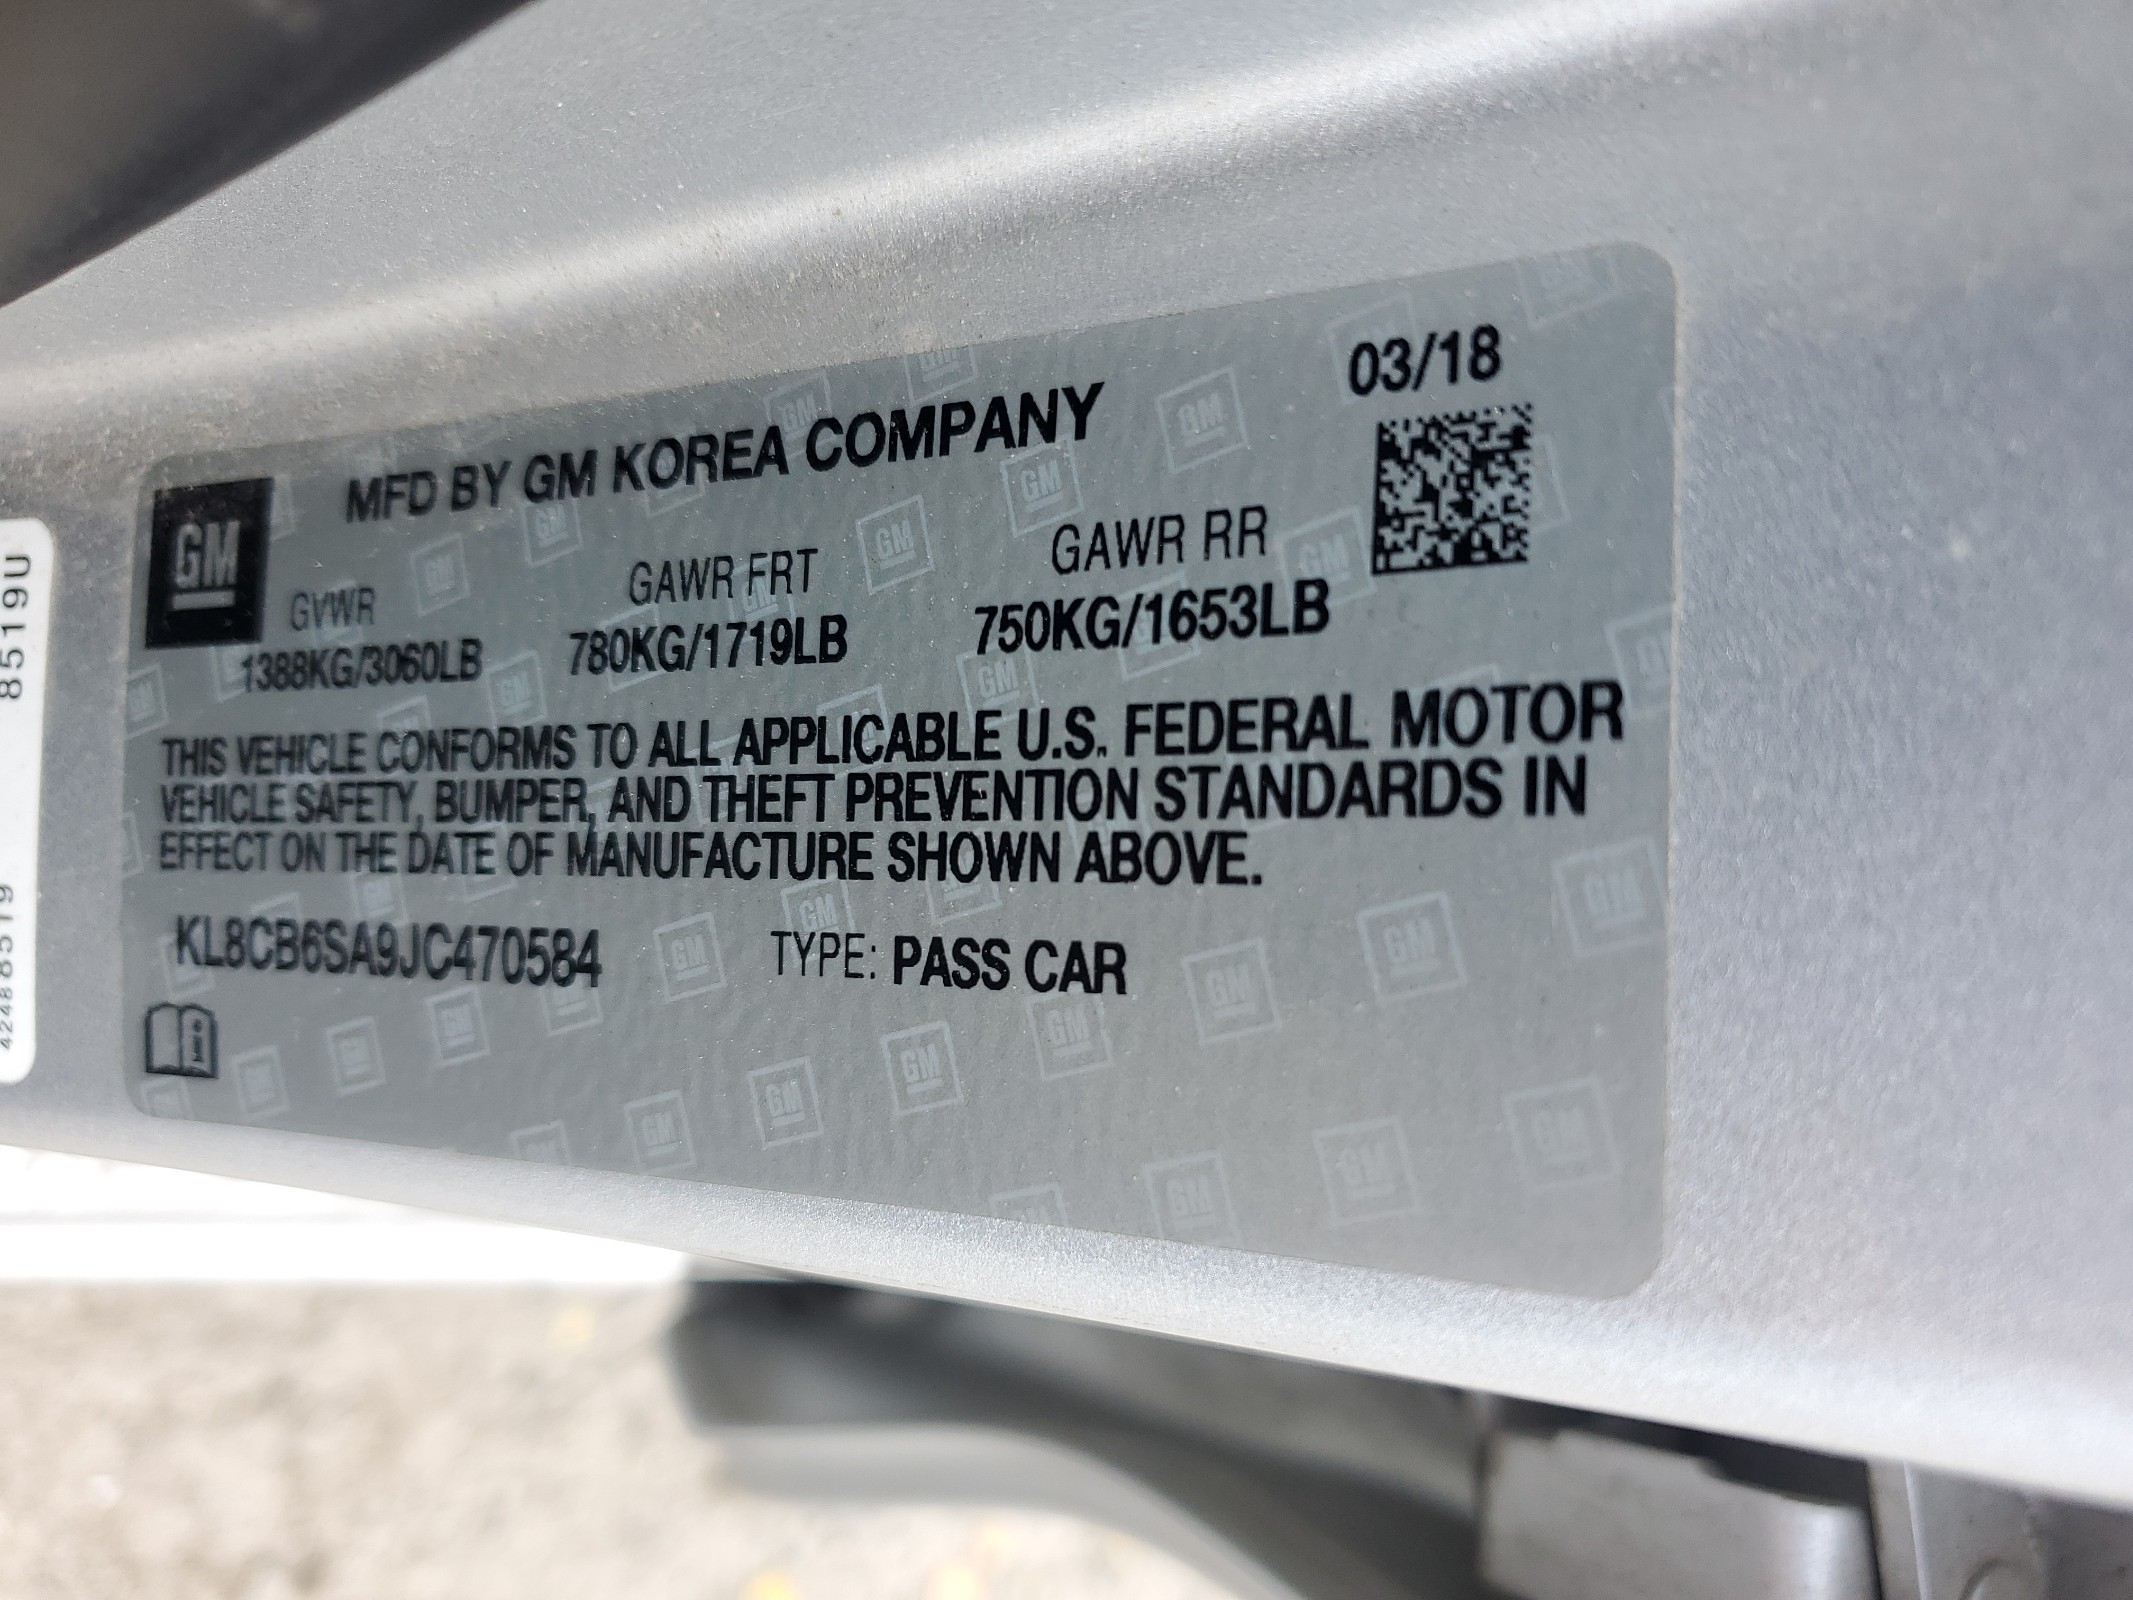 03/18
MFD BY GM KOREA COMPANY
GM
GVWR GAWR FRT GAWR RR
1388KG/3060LB 780KG/1719LB 750KG/1653LB
THIS VEHICLE CONFORMS TO ALL APPLICABLE U.S. FEDERAL MOTOR
VEHICLE SAFETY, BUMPER, AND THEFT PREVENTION STANDARDS IN
EFFECT ON THE DATE OF MANUFACTURE SHOWN ABOVE.
KL8CB6SA9JC470584 TYPE: PASS CAR
8519U
42488519